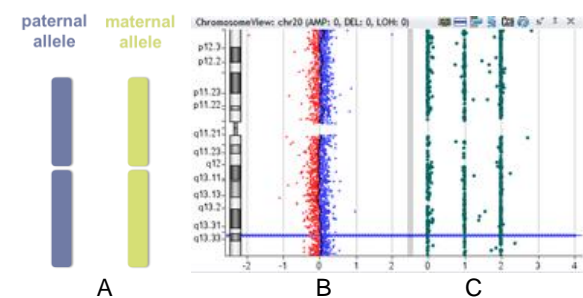 paternal allele
maternal allele
ChromosomeView: chr20 (AMP: 0, DEL: 0, LOH: 0)
p12.3
p12.2
p11.23
p11.22
q11.21
q11.23
q12
q13.11
q13.13
q13.2
q13.31
q13.33
-2 -1 0 1 2 0 1 2 3 4
A B C